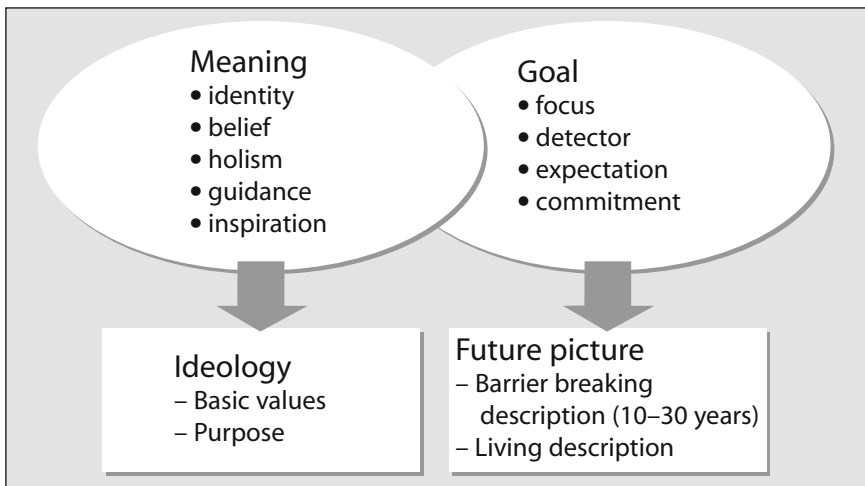 Meaning
• identity
• belief
• holism
• guidance
• inspiration
Goal
• focus
• detector
• expectation
• commitment
Ideology
– Basic values
– Purpose
Future picture
– Barrier breaking
description (10–30 years)
– Living description